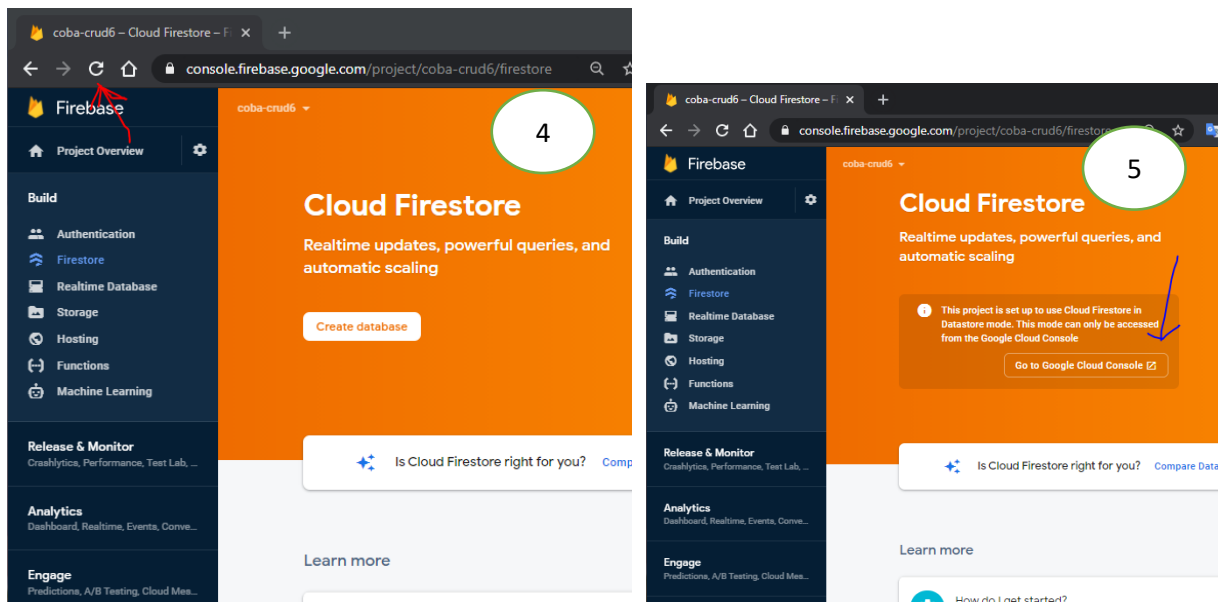 coba-crud6 – Cloud Firestore – F
console.firebase.google.com/project/coba-crud6/firestore
Firebase
coba-crud6
4
Project Overview
Build
Authentication
Firestore
Realtime Database
Storage
Hosting
Functions
Machine Learning
Release & Monitor
Crashlytics, Performance, Test Lab, ...
Analytics
Dashboard, Realtime, Events, Conve...
Engage
Predictions, A/B Testing, Cloud Mes...
Cloud Firestore
Realtime updates, powerful queries, and
automatic scaling
Create database
Is Cloud Firestore right for you? Comp
Learn more
coba-crud6 – Cloud Firestore – F
console.firebase.google.com/project/coba-crud6/firestore
Firebase
coba-crud6
5
Project Overview
Build
Authentication
Firestore
Realtime Database
Storage
Hosting
Functions
Machine Learning
Release & Monitor
Crashlytics, Performance, Test Lab, ...
Analytics
Dashboard, Realtime, Events, Conve...
Engage
Predictions, A/B Testing, Cloud Mes...
Cloud Firestore
Realtime updates, powerful queries, and
automatic scaling
This project is set up to use Cloud Firestore in
Datastore mode. This mode can only be accessed
from the Google Cloud Console
Go to Google Cloud Console
Is Cloud Firestore right for you? Compare Data
Learn more
How do I get started?